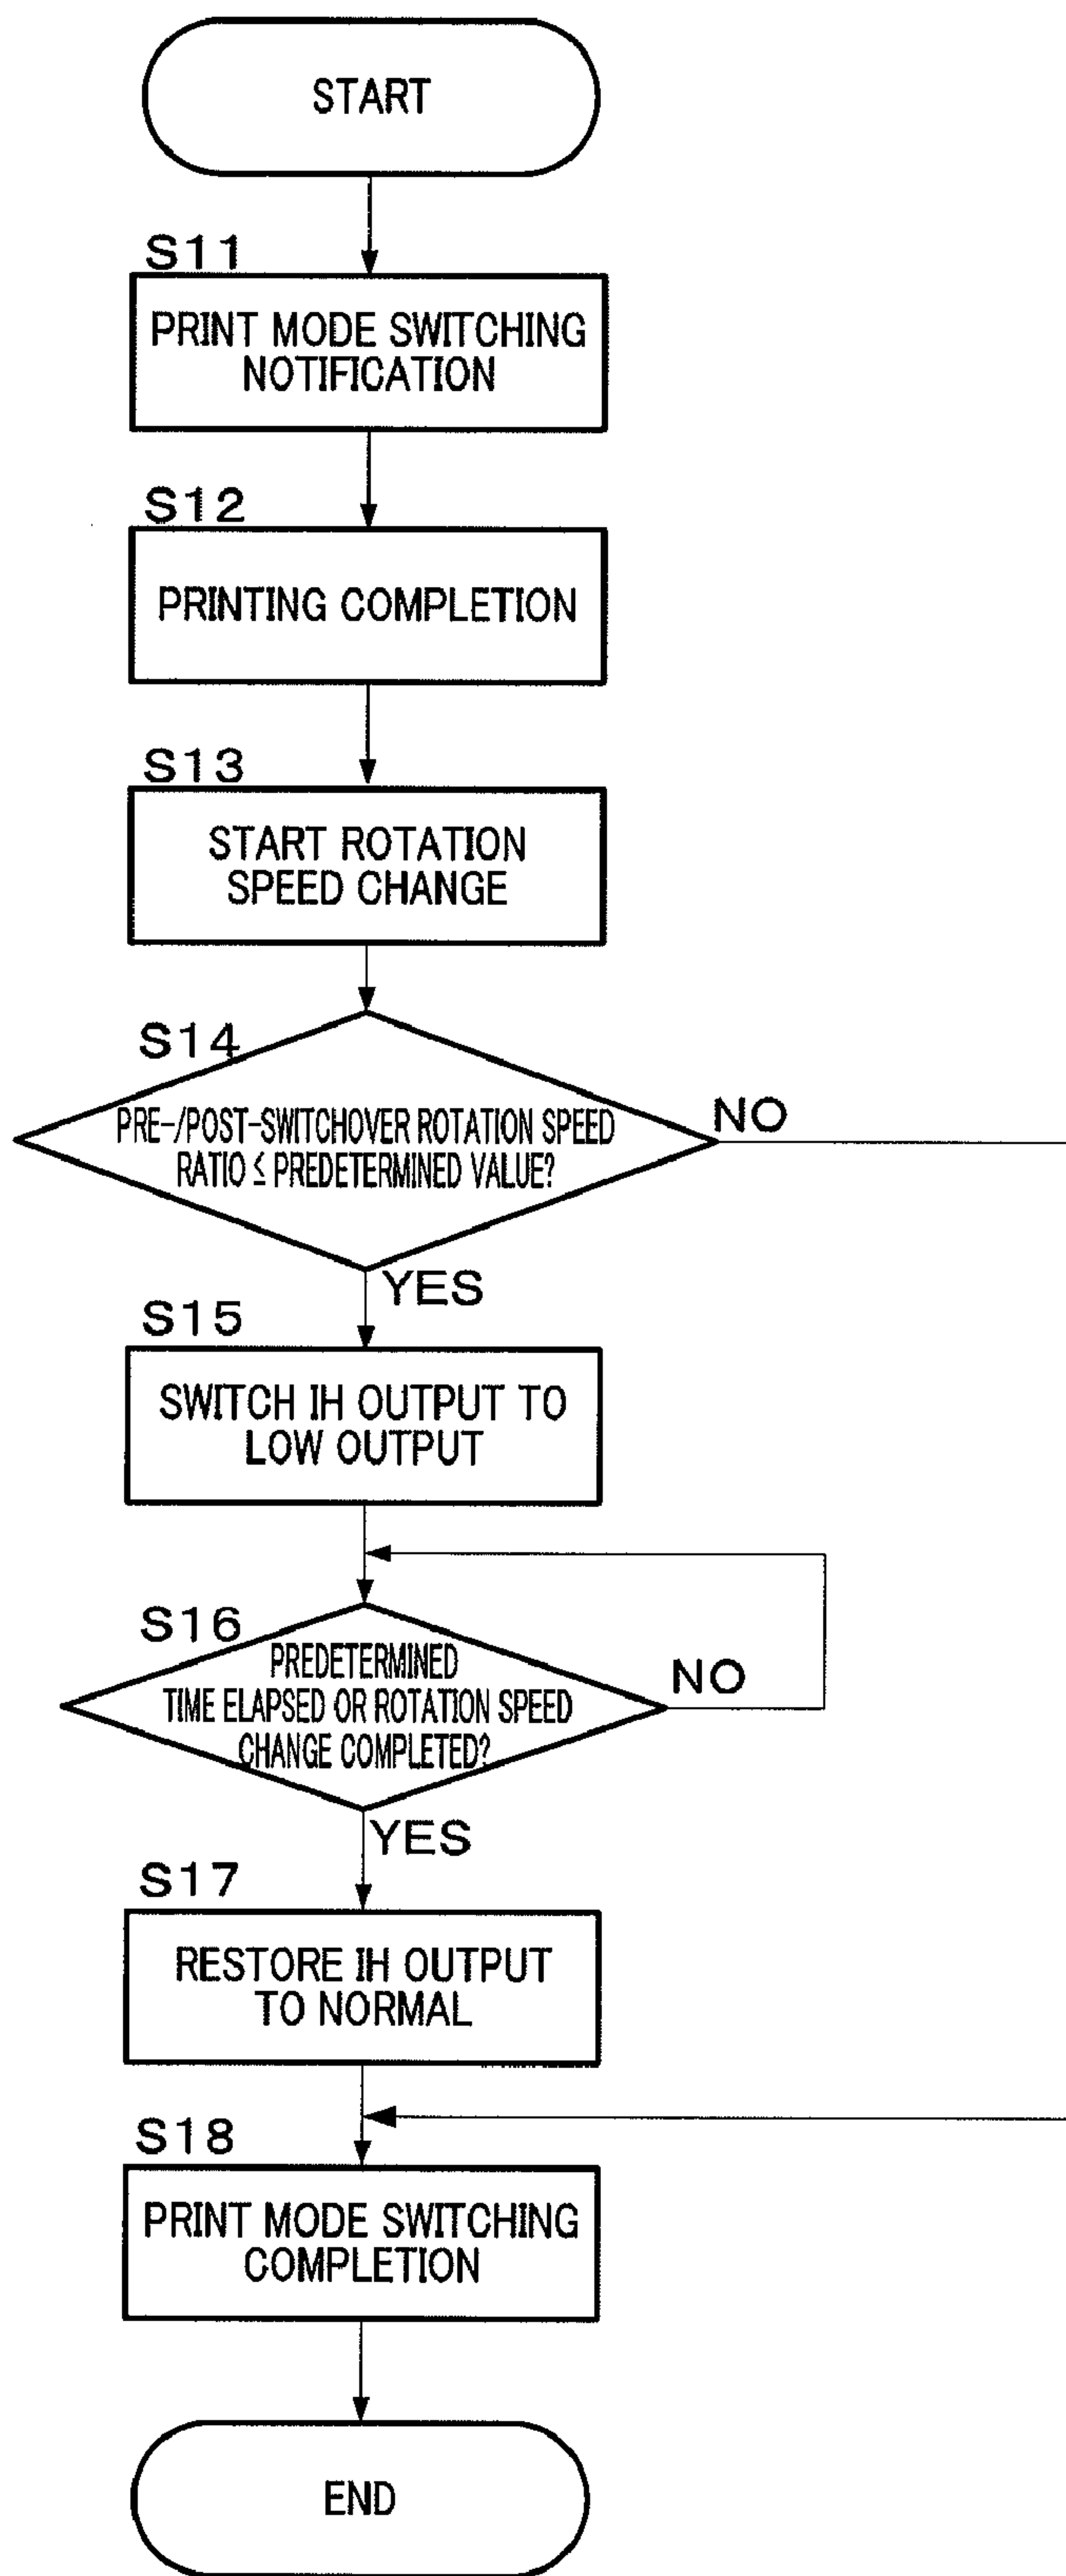 START
S11
PRINT MODE SWITCHING
NOTIFICATION
S12
PRINTING COMPLETION
S13
START ROTATION
SPEED CHANGE
S14
PRE-/POST-SWITCHOVER ROTATION SPEED
RATIO ≤ PREDETERMINED VALUE?
NO
YES
S15
SWITCH IH OUTPUT TO
LOW OUTPUT
S16
PREDETERMINED
TIME ELAPSED OR ROTATION SPEED
CHANGE COMPLETED?
NO
YES
S17
RESTORE IH OUTPUT
TO NORMAL
S18
PRINT MODE SWITCHING
COMPLETION
END